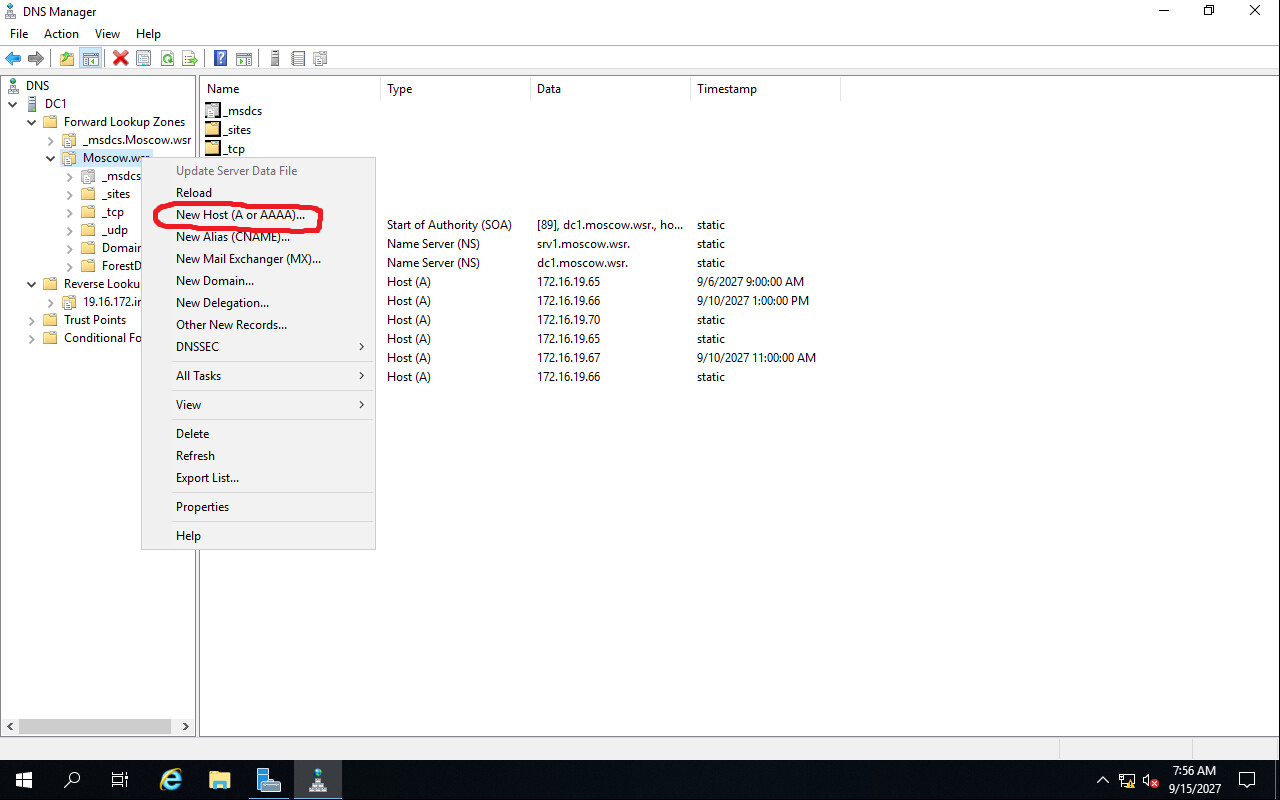 DNS Manager
File Action View Help
DNS
DC1
Forward Lookup Zones
_msdcs.Moscow.wsr
Moscow.wsr
_msdcs
_sites
_tcp
_udp
Domain
ForestD
Reverse Looku
19.16.172.in
Trust Points
Conditional Fo
Update Server Data File
Reload
New Host (A or AAAA)...
New Alias (CNAME)...
New Mail Exchanger (MX)...
New Domain...
New Delegation...
Other New Records...
DNSSEC
All Tasks
View
Delete
Refresh
Export List...
Properties
Help
Name Type Data Timestamp
_msdcs
_sites
_tcp
Start of Authority (SOA) [89], dc1.moscow.wsr., ho... static
Name Server (NS) srv1.moscow.wsr. static
Name Server (NS) dc1.moscow.wsr. static
Host (A) 172.16.19.65 9/6/2027 9:00:00 AM
Host (A) 172.16.19.66 9/10/2027 1:00:00 PM
Host (A) 172.16.19.70 static
Host (A) 172.16.19.65 static
Host (A) 172.16.19.67 9/10/2027 11:00:00 AM
Host (A) 172.16.19.66 static
7:56 AM
9/15/2027